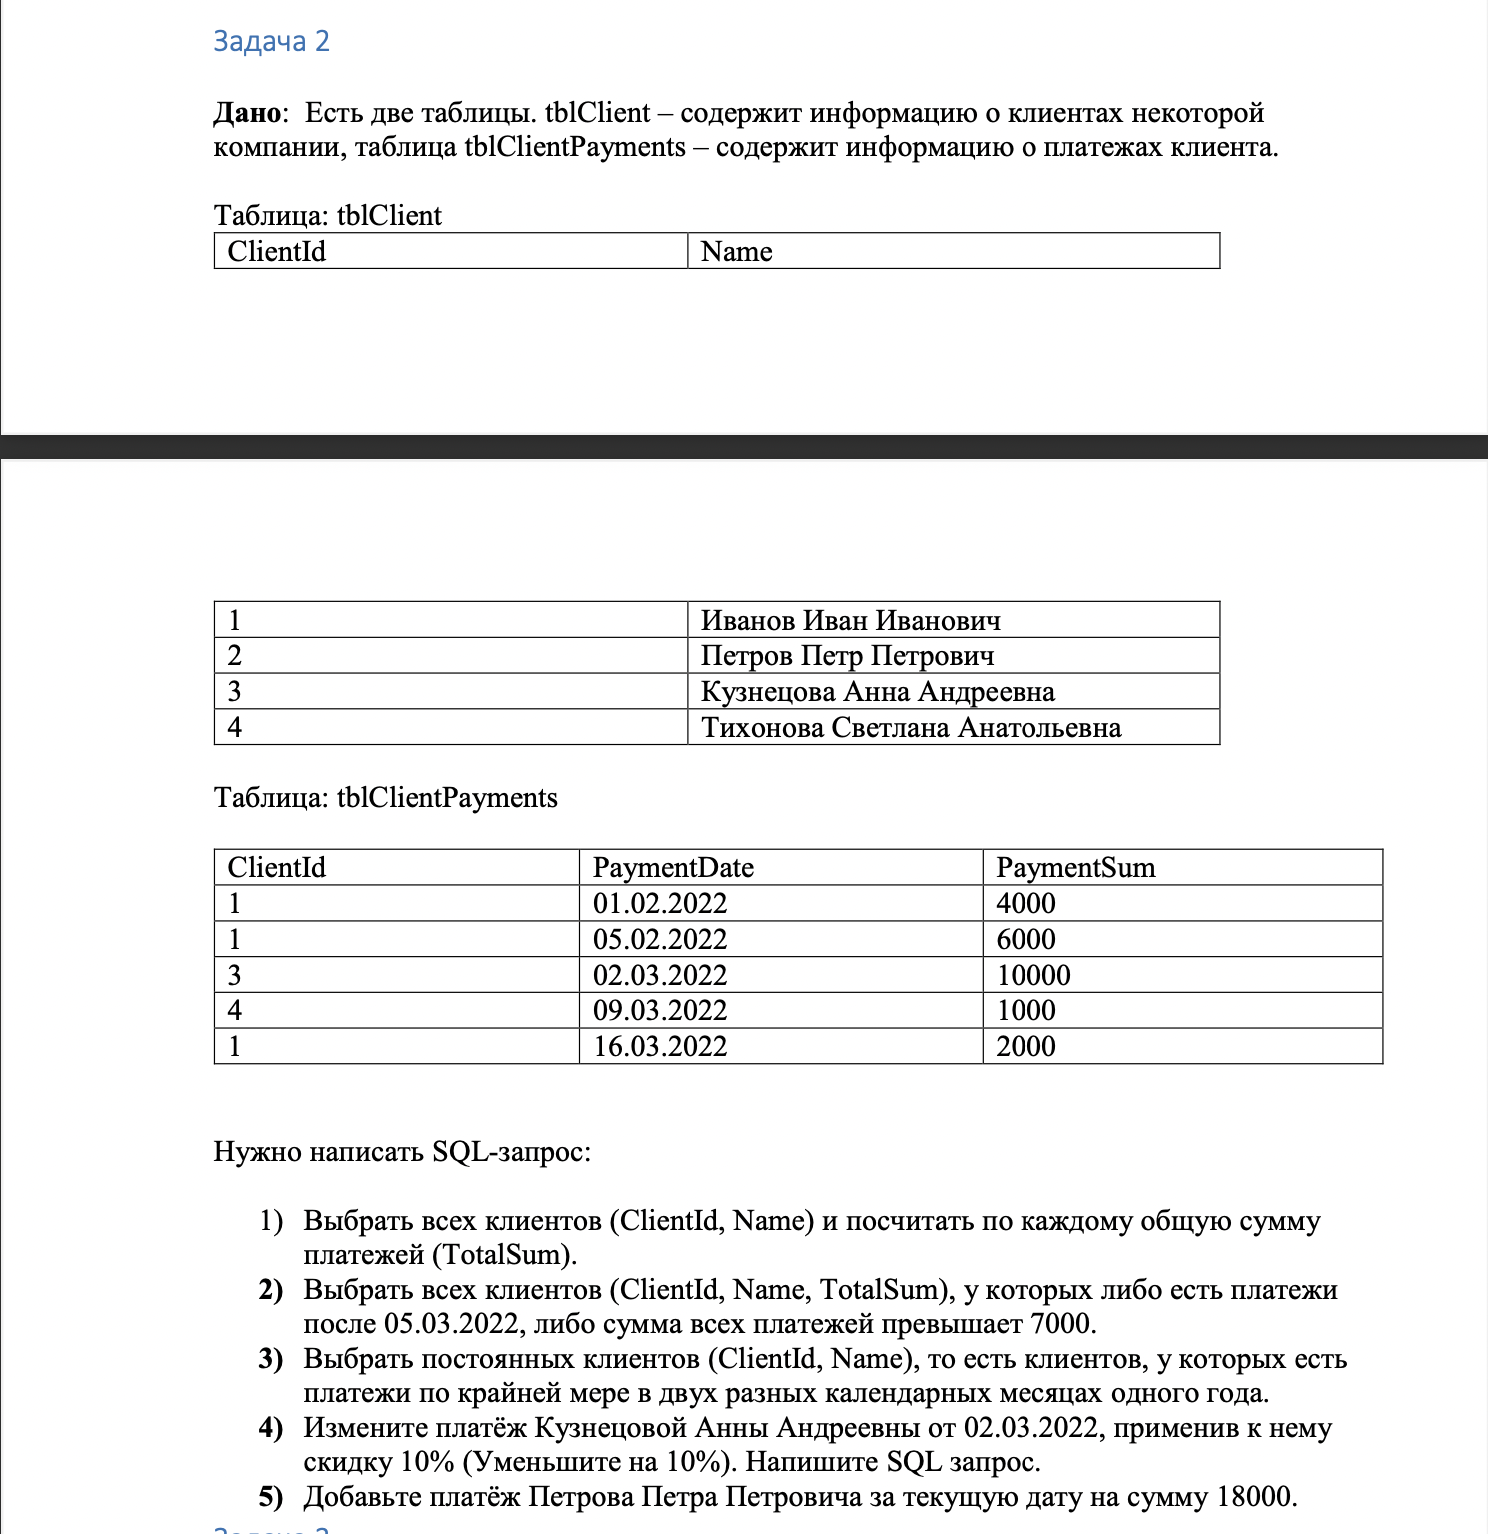 Задача 2
Дано:  Есть две таблицы. tblClient – содержит информацию о клиентах некоторой
компании, таблица tblClientPayments – содержит информацию о платежах клиента.
Таблица: tblClient
ClientId Name
1 Иванов Иван Иванович
2 Петров Петр Петрович
3 Кузнецова Анна Андреевна
4 Тихонова Светлана Анатольевна
Таблица: tblClientPayments
ClientId PaymentDate PaymentSum
1 01.02.2022 4000
1 05.02.2022 6000
3 02.03.2022 10000
4 09.03.2022 1000
1 16.03.2022 2000
Нужно написать SQL-запрос:
1) Выбрать всех клиентов (ClientId, Name) и посчитать по каждому общую сумму
платежей (TotalSum).
2) Выбрать всех клиентов (ClientId, Name, TotalSum), у которых либо есть платежи
после 05.03.2022, либо сумма всех платежей превышает 7000.
3) Выбрать постоянных клиентов (ClientId, Name), то есть клиентов, у которых есть
платежи по крайней мере в двух разных календарных месяцах одного года.
4) Измените платёж Кузнецовой Анны Андреевны от 02.03.2022, применив к нему
скидку 10% (Уменьшите на 10%). Напишите SQL запрос.
5) Добавьте платёж Петрова Петра Петровича за текущую дату на сумму 18000.